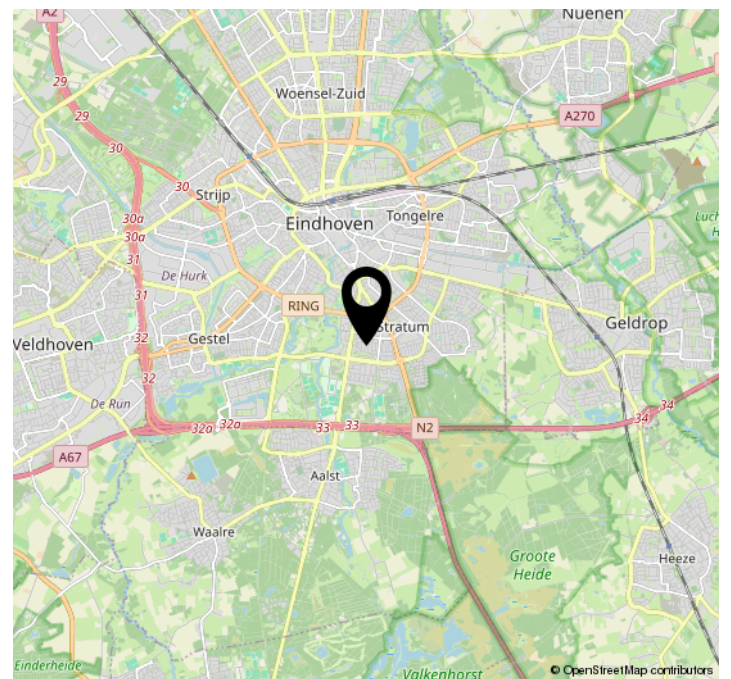 A2
Nuenen
29
Woensel-Zuid
29
A270
30
30
Strijp
Tongelre
Eindhoven
30a
30a
31
De Hurk
31
RING
Geldrop
Stratum
32
Gestel
Veldhoven
32
De Run
34
34
32a
32a
33
33
N2
A67
Aalst
Waalre
Groote
Heide
Heeze
Einderheide
Valkenhorst
© OpenStreetMap contributors